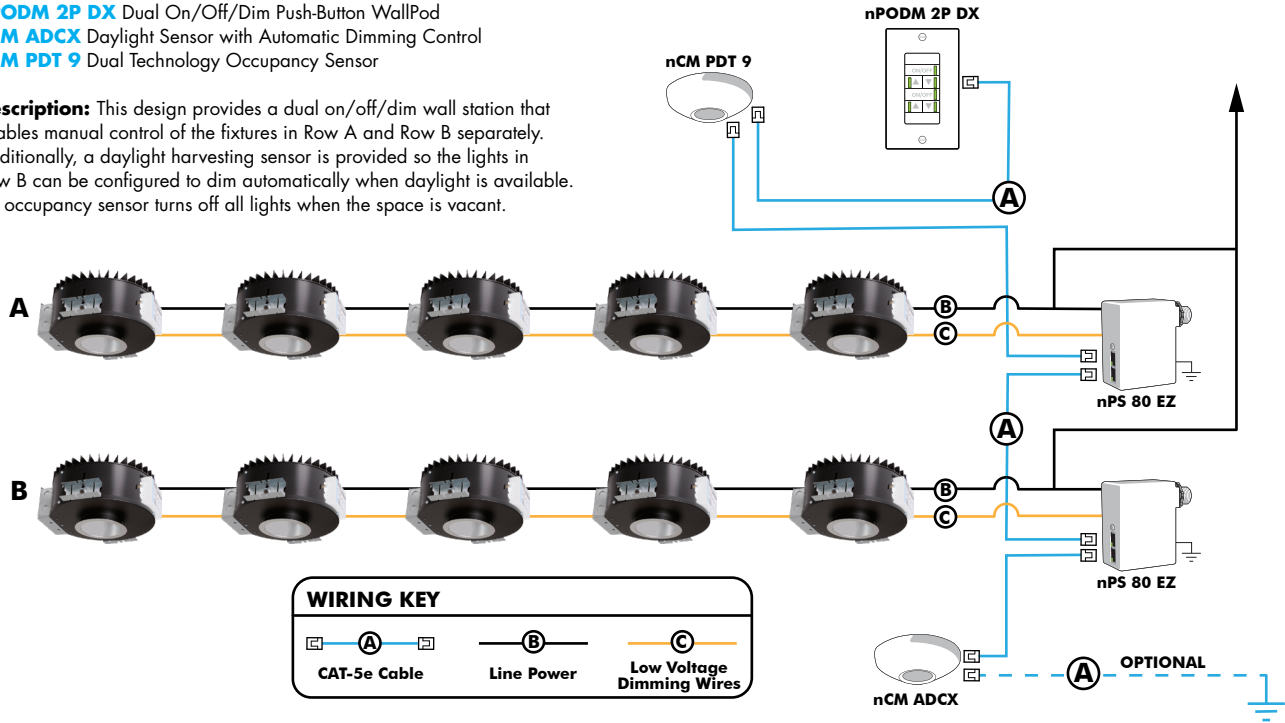 PODM 2P DX Dual On/Off/Dim Push-Button WallPod
M ADCX Daylight Sensor with Automatic Dimming Control
M PDT 9 Dual Technology Occupancy Sensor
escription: This design provides a dual on/off/dim wall station that
ables manual control of the fixtures in Row A and Row B separately.
ditionally, a daylight harvesting sensor is provided so the lights in
w B can be configured to dim automatically when daylight is available.
occupancy sensor turns off all lights when the space is vacant.
nPODM 2P DX
nCM PDT 9
ON/OFF
ON/OFF
A
A
B
C
nPS 80 EZ
A
B
B
C
nPS 80 EZ
WIRING KEY
A
B
C
CAT-5e Cable
Line Power
Low Voltage
Dimming Wires
nCM ADCX
A
OPTIONAL